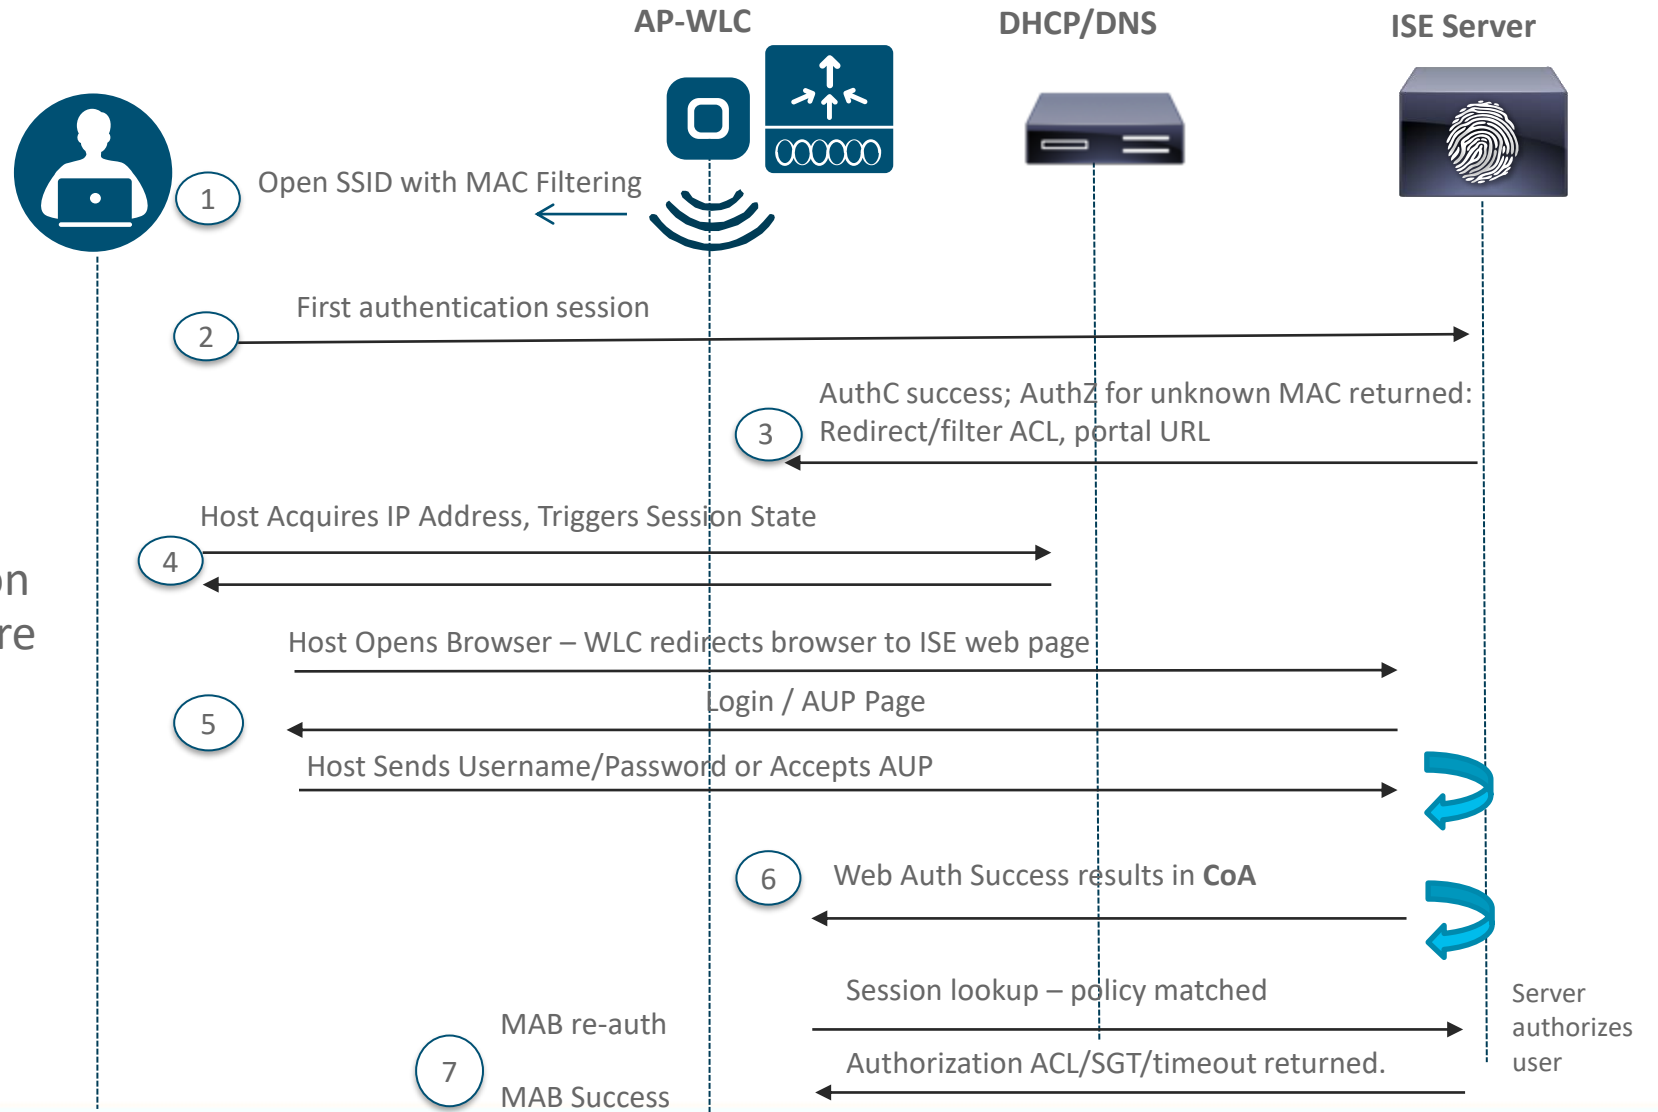 AP-WLC
DHCP/DNS
ISE Server
1
Open SSID with MAC Filtering
First authentication session
2
AuthC success; AuthZ for unknown MAC returned:
3
Redirect/filter ACL, portal URL
Host Acquires IP Address, Triggers Session State
4
on
re
Host Opens Browser – WLC redirects browser to ISE web page
Login / AUP Page
5
Host Sends Username/Password or Accepts AUP
6
Web Auth Success results in CoA
Session lookup – policy matched
MAB re-auth
7
Authorization ACL/SGT/timeout returned.
MAB Success
Server
authorizes
user